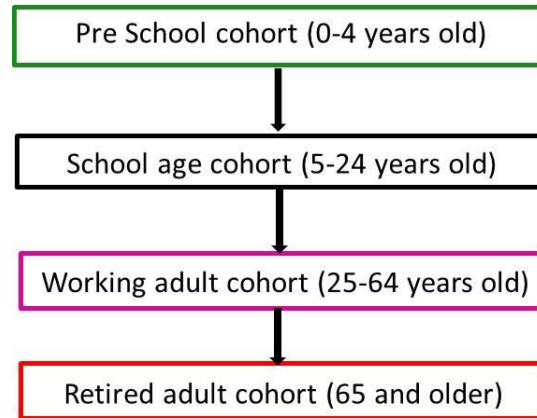 Pre School cohort (0-4 years old)
School age cohort (5-24 years old)
Working adult cohort (25-64 years old)
Retired adult cohort (65 and older)